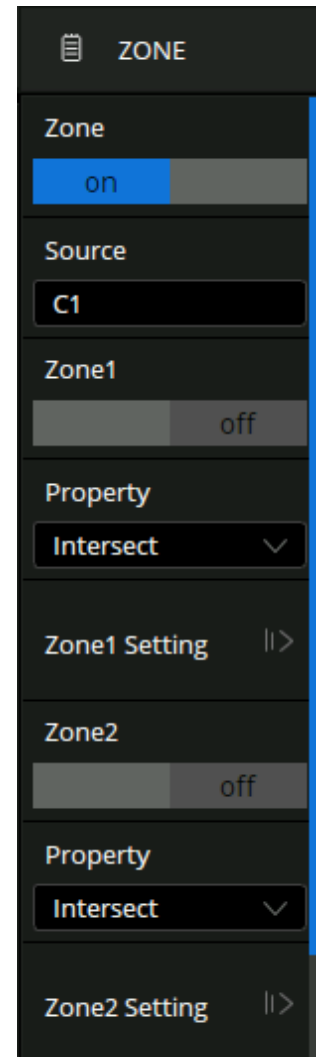 ZONE
Zone
on
Source
C1
Zone1
off
Property
Intersect
Zone1 Setting
Zone2
off
Property
Intersect
Zone2 Setting